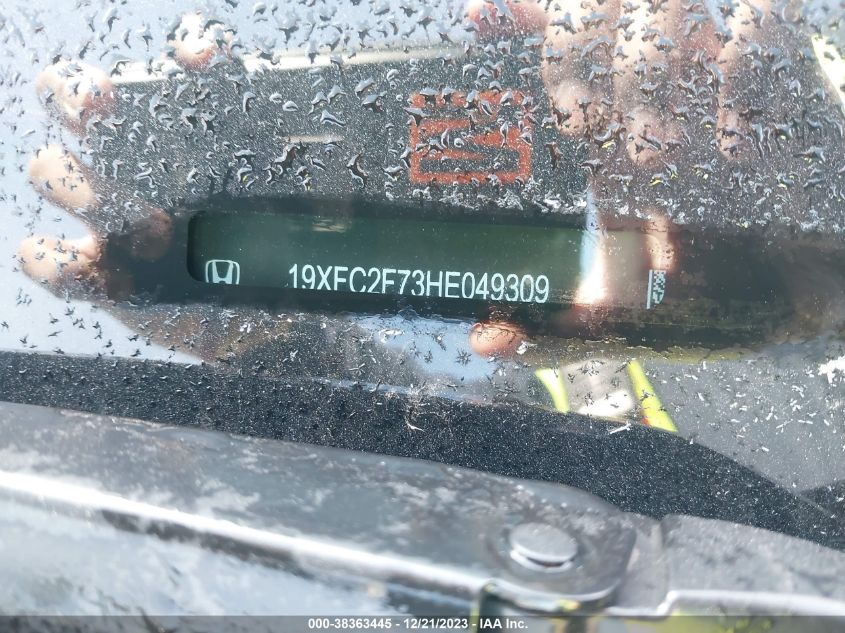 19XFC2F73HE049309
000-38363445 - 12/21/2023 - IAA Inc.